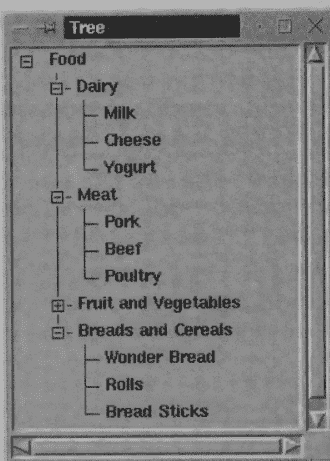 Tree
Food
Dairy
Milk
Cheese
Yogurt
Meat
Pork
Beef
Poultry
Fruit and Vegetables
Breads and Cereals
Wonder Bread
Rolls
Bread Sticks